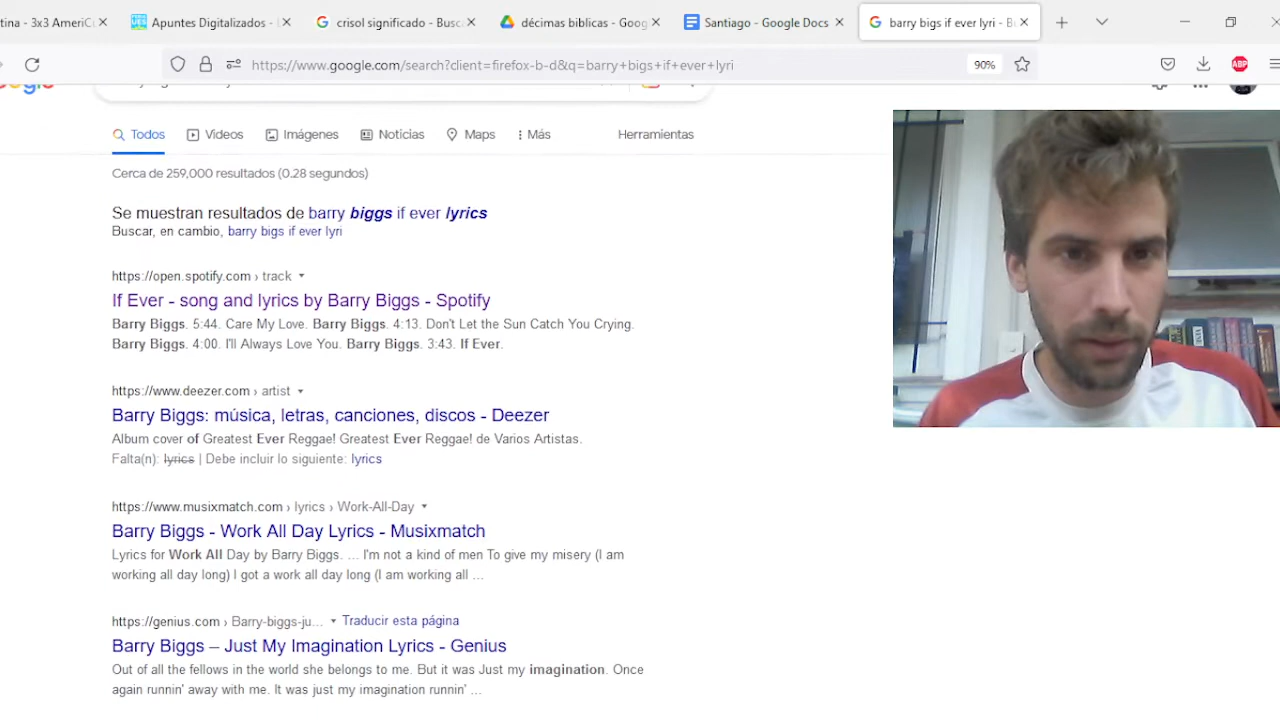 tina - 3x3 AmeriC
Apuntes Digitalizados -
crisol significado - Busc
décimas biblicas - Goog
Santiago - Google Docs
barry bigs if ever lyri - B
https://www.google.com/search?client=firefox-b-d&q=barry+bigs+if+ever+lyri
90%
ABP
Todos
Videos
Imágenes
Noticias
Maps
Más
Herramientas
Cerca de 259,000 resultados (0.28 segundos)
Se muestran resultados de barry biggs if ever lyrics
Buscar, en cambio, barry bigs if ever lyri
https://open.spotify.com › track
If Ever - song and lyrics by Barry Biggs - Spotify
Barry Biggs. 5:44. Care My Love. Barry Biggs. 4:13. Don't Let the Sun Catch You Crying.
Barry Biggs. 4:00. I'll Always Love You. Barry Biggs. 3:43. If Ever.
https://www.deezer.com › artist
Barry Biggs: música, letras, canciones, discos - Deezer
Album cover of Greatest Ever Reggae! Greatest Ever Reggae! de Varios Artistas.
Falta(n): lyrics | Debe incluir lo siguiente: lyrics
https://www.musixmatch.com › lyrics › Work-All-Day
Barry Biggs - Work All Day Lyrics - Musixmatch
Lyrics for Work All Day by Barry Biggs. ... I'm not a kind of men To give my misery (I am
working all day long) I got a work all day long (I am working all ...
https://genius.com › Barry-biggs-ju...
Traducir esta página
Barry Biggs – Just My Imagination Lyrics - Genius
Out of all the fellows in the world she belongs to me. But it was Just my imagination. Once
again runnin' away with me. It was just my imagination runnin' ...